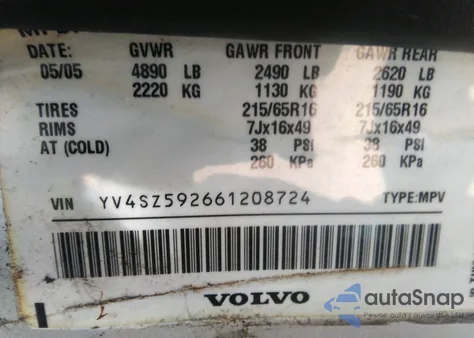 DATE: GVWR GAWR FRONT GAWR REAR
05/05 4890 LB 2490 LB 2620 LB
2220 KG 1130 KG 1190 KG
TIRES 215/65R16 215/65R16
RIMS 7Jx16x49 7Jx16x49
AT (COLD) 38 PSI 38 PSI
260 KPa 260 KPa
VIN YV4SZ592661208724 TYPE:MPV
VOLVO
autaSnap